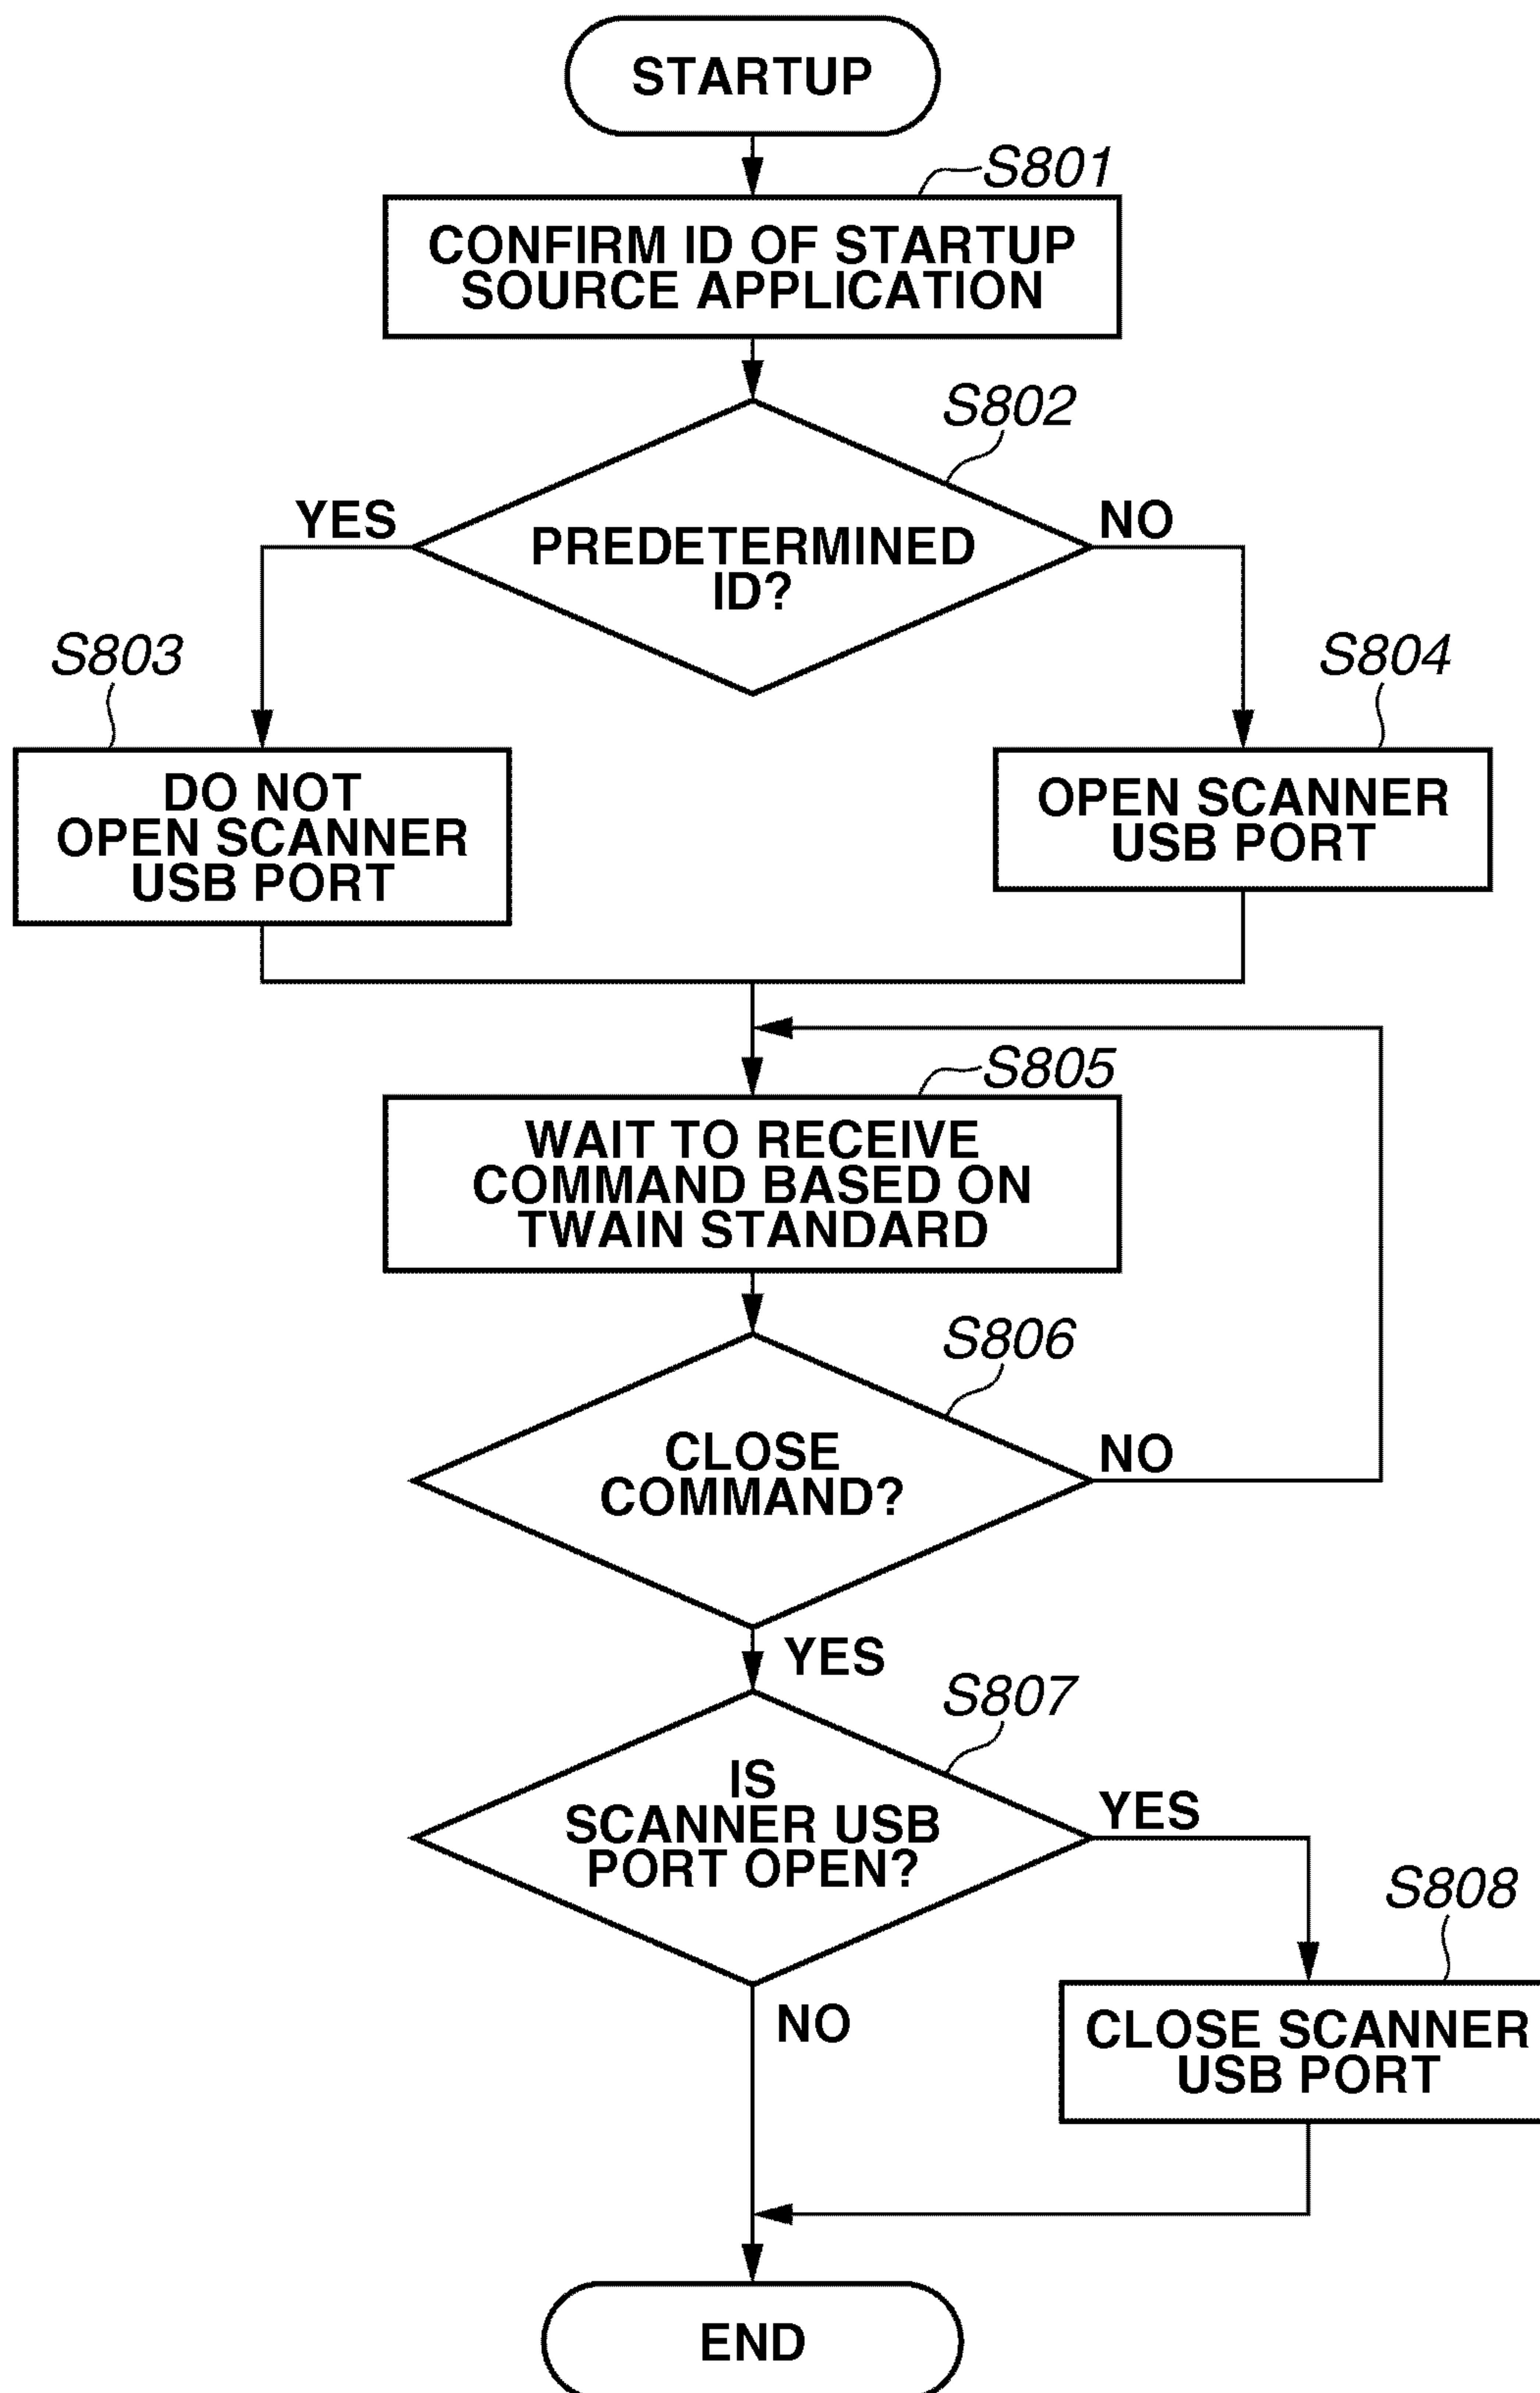 STARTUP
S801
CONFIRM ID OF STARTUP
SOURCE APPLICATION
S802
YES
NO
PREDETERMINED
ID?
S803
S804
DO NOT
OPEN SCANNER
USB PORT
OPEN SCANNER
USB PORT
S805
WAIT TO RECEIVE
COMMAND BASED ON
TWAIN STANDARD
S806
CLOSE
COMMAND?
NO
YES
S807
IS
SCANNER USB
PORT OPEN?
YES
S808
NO
CLOSE SCANNER
USB PORT
END